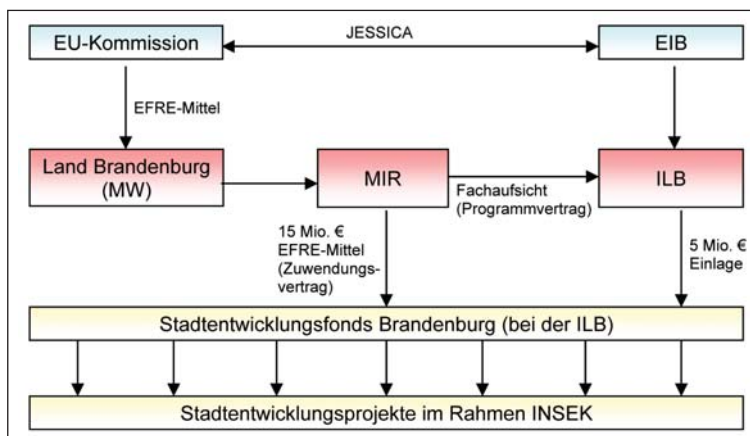 EU-Kommission
JESSICA
EIB
EFRE-Mittel
Land Brandenburg
(MW)
MIR
Fachaufsicht
(Programmvertrag)
ILB
15 Mio. €
EFRE-Mittel
(Zuwendungs-
vertrag)
5 Mio. €
Einlage
Stadtentwicklungsfonds Brandenburg (bei der ILB)
Stadtentwicklungsprojekte im Rahmen INSEK